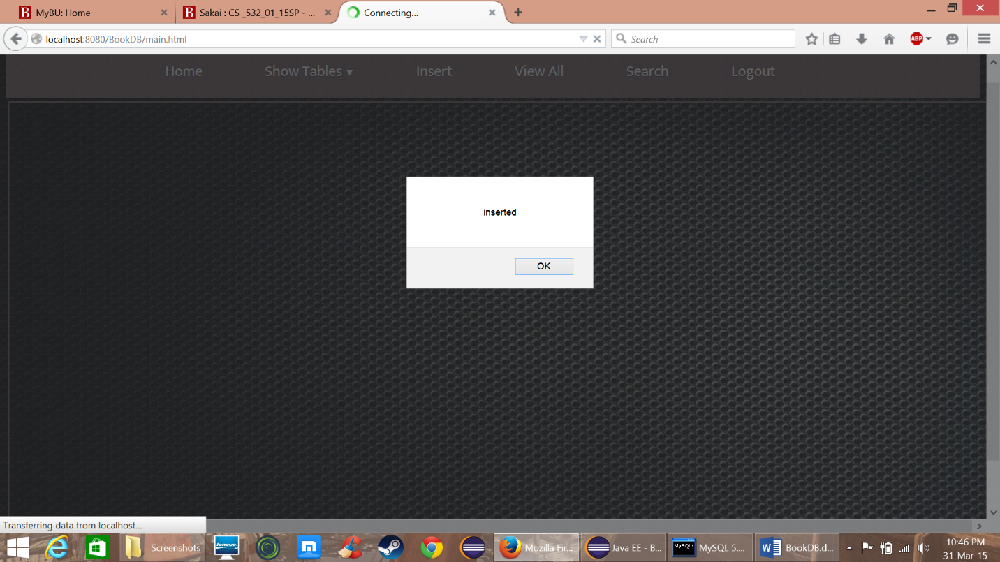 B MyBU: Home
B Sakai : CS _532_01_15SP - ...
Connecting...
localhost:8080/BookDB/main.html
Search
ABP
Home Show Tables ▼ Insert View All Search Logout
inserted
OK
Transferring data from localhost...
Screenshots
lenovo
Mozilla Fir...
Java EE - B...
MySQL
MySQL 5....
W
BookDB.d...
10:46 PM
31-Mar-15